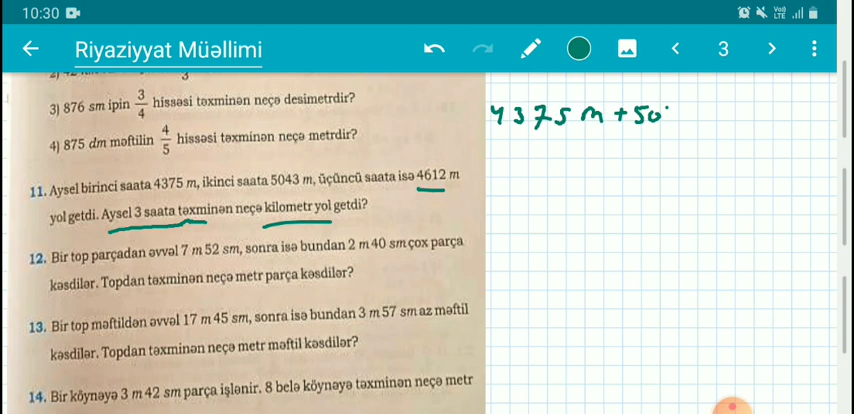 10:30
Vo) LTE
Riyaziyyat Müəllimi
3
3
3) 876 sm ipin 3/4 hissəsi təxminən neçə desimetrdir?
4) 875 dm məftilin 4/5 hissəsi təxminən neçə metrdir?
11. Aysel birinci saata 4375 m, ikinci saata 5043 m, üçüncü saata isə 4612 m
yol getdi. Aysel 3 saata təxminən neçə kilometr yol getdi?
12. Bir top parçadan əvvəl 7 m 52 sm, sonra isə bundan 2 m 40 sm çox parça
kəsdilər. Topdan təxminən neçə metr parça kəsdilər?
13. Bir top məftildən əvvəl 17 m 45 sm, sonra isə bundan 3 m 57 sm az məftil
kəsdilər. Topdan təxminən neçə metr məftil kəsdilər?
14. Bir köynəyə 3 m 42 sm parça işlənir. 8 belə köynəyə təxminən neçə metr
4375 m + 50